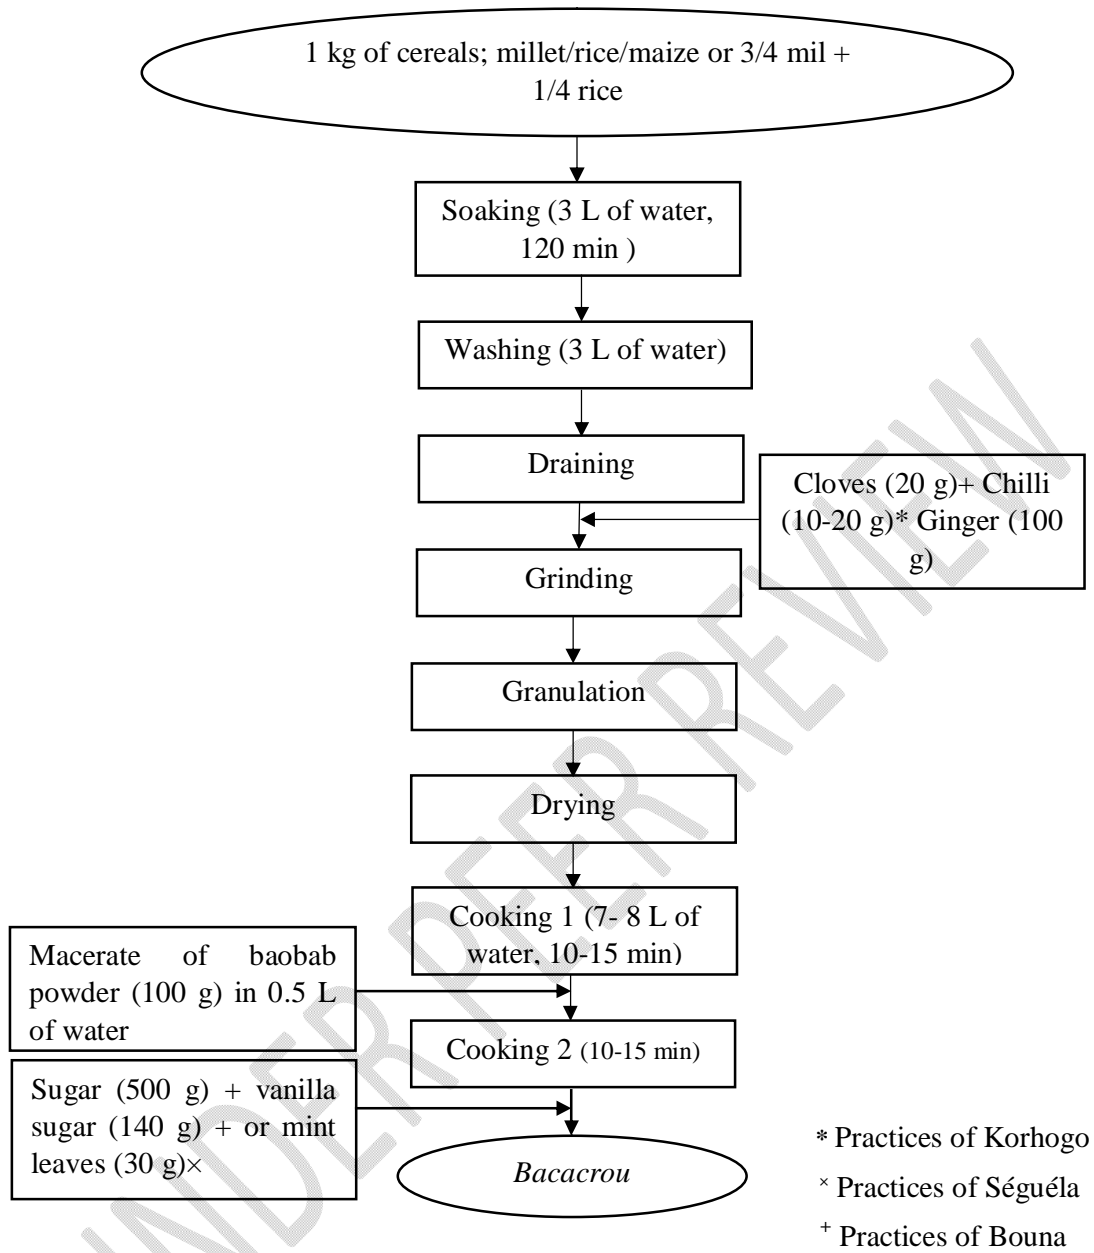 1 kg of cereals; millet/rice/maize or 3/4 mil +
1/4 rice
Soaking (3 L of water,
120 min )
Washing (3 L of water)
Draining
Cloves (20 g)+ Chilli
(10-20 g)* Ginger (100
g)
Grinding
Granulation
Drying
Cooking 1 (7- 8 L of
water, 10-15 min)
Macerate of baobab
powder (100 g) in 0.5 L
of water
Cooking 2 (10-15 min)
Sugar (500 g) + vanilla
sugar (140 g) + or mint
leaves (30 g)×
Bacacrou
* Practices of Korhogo
× Practices of Séguéla
+ Practices of Bouna
UNDER PEER REVIEW